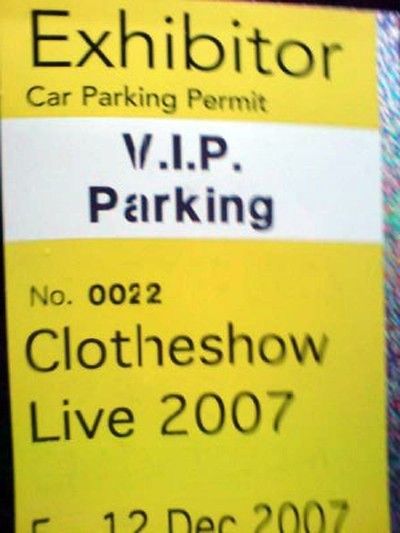 Exhibitor
Car Parking Permit
V.I.P.
Parking
No. 0022
Clotheshow
Live 2007
12 Dec 2007